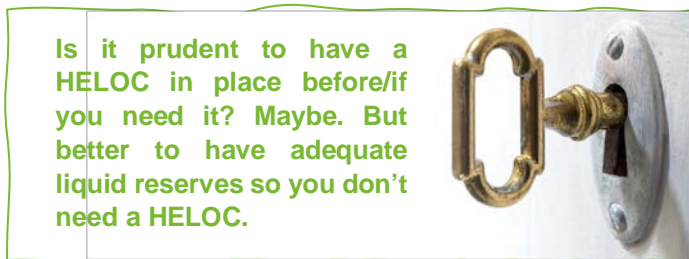 Is it prudent to have a
HELOC in place before/if
you need it? Maybe. But
better to have adequate
liquid reserves so you don’t
need a HELOC.